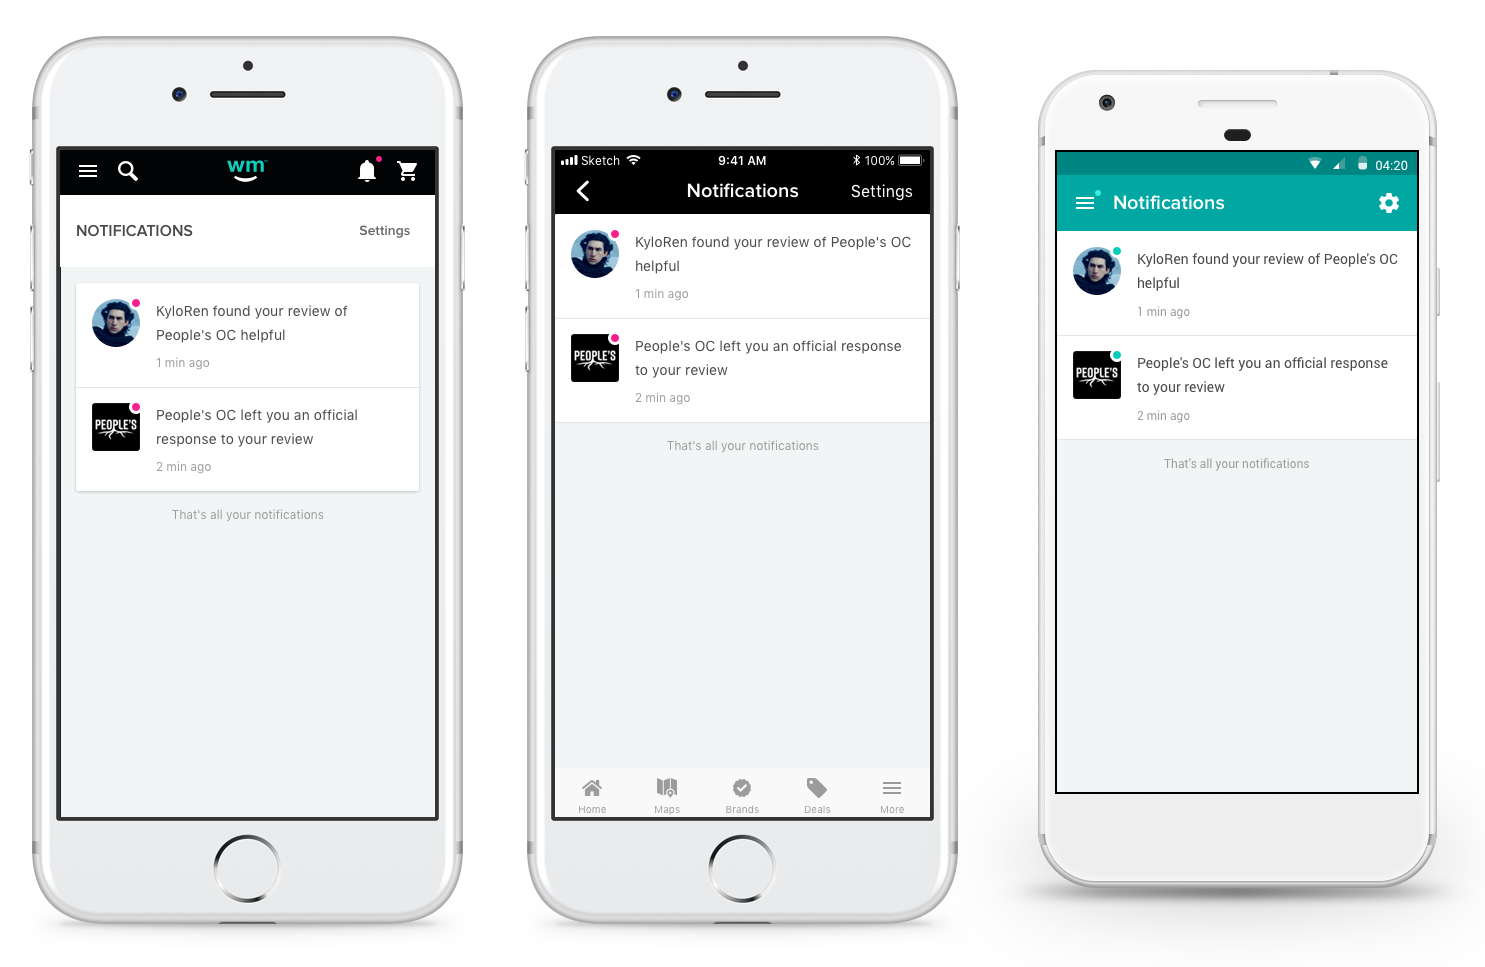 wm
NOTIFICATIONS
Settings
KyloRen found your review of
People's OC helpful
1 min ago
PEOPLE'S
People's OC left you an official
response to your review
2 min ago
That's all your notifications
Sketch
9:41 AM
100%
Notifications
Settings
KyloRen found your review of People's OC
helpful
1 min ago
PEOPLE'S
People's OC left you an official response
to your review
2 min ago
That's all your notifications
Home
Maps
Brands
Deals
More
04:20
Notifications
KyloRen found your review of People's OC
helpful
1 min ago
PEOPLE'S
People's OC left you an official response
to your review
2 min ago
That's all your notifications